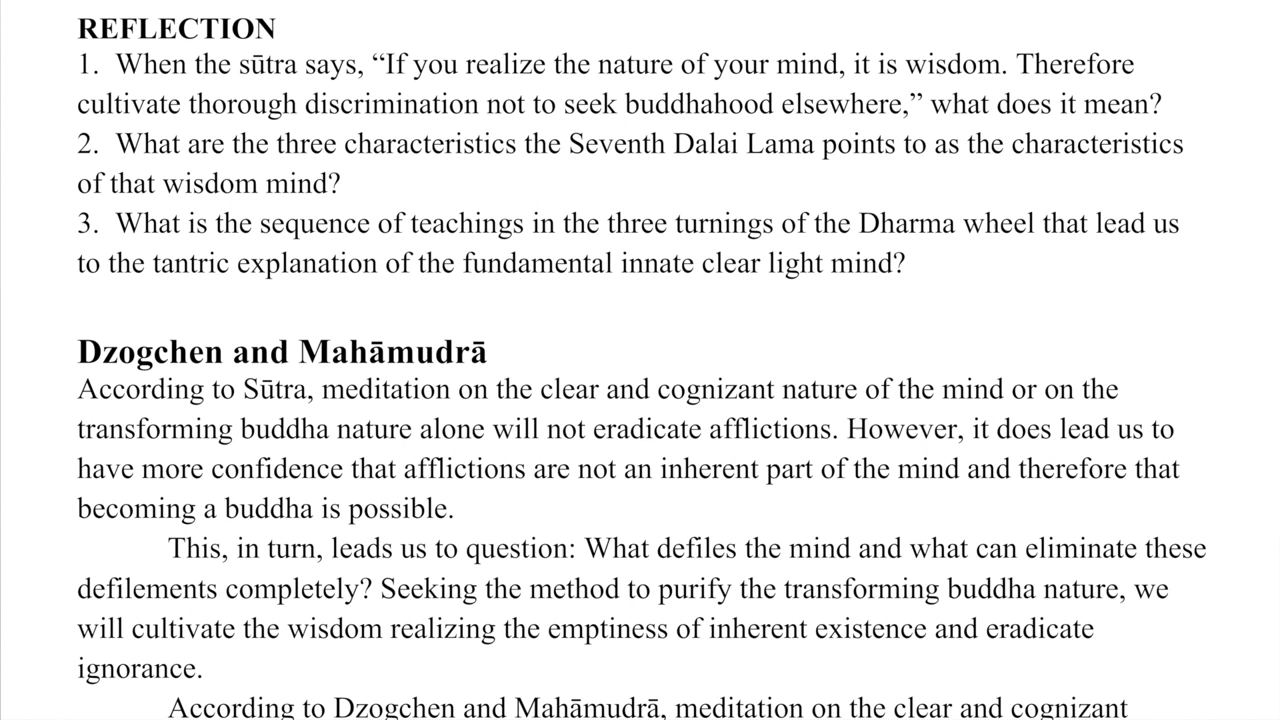 REFLECTION
1. When the sūtra says, “If you realize the nature of your mind, it is wisdom. Therefore
cultivate thorough discrimination not to seek buddhahood elsewhere,” what does it mean?
2. What are the three characteristics the Seventh Dalai Lama points to as the characteristics
of that wisdom mind?
3. What is the sequence of teachings in the three turnings of the Dharma wheel that lead us
to the tantric explanation of the fundamental innate clear light mind?
Dzogchen and Mahāmudrā
According to Sūtra, meditation on the clear and cognizant nature of the mind or on the
transforming buddha nature alone will not eradicate afflictions. However, it does lead us to
have more confidence that afflictions are not an inherent part of the mind and therefore that
becoming a buddha is possible.
This, in turn, leads us to question: What defiles the mind and what can eliminate these
defilements completely? Seeking the method to purify the transforming buddha nature, we
will cultivate the wisdom realizing the emptiness of inherent existence and eradicate
ignorance.
According to Dzogchen and Mahāmudrā, meditation on the clear and cognizant